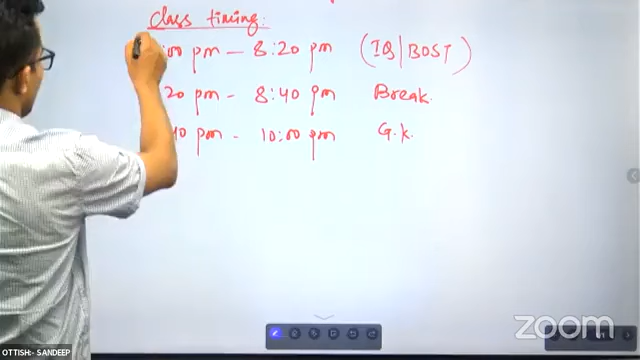 Class timing:
:00 pm - 8:20 pm (IQ|BOST)
20 pm - 8:40 pm Break.
40 pm - 10:00 pm G.K.
zoom
OTTISH:- SANDEEP